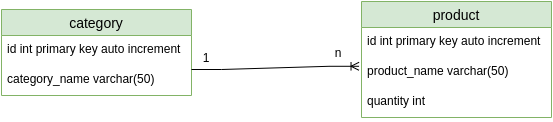 category
id int primary key auto increment
category_name varchar(50)
1
n
product
id int primary key auto increment
product_name varchar(50)
quantity int